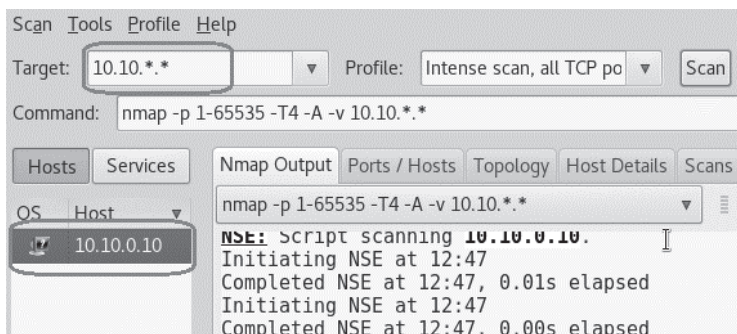 Scan Tools Profile Help
Target: 10.10.*.* Profile: Intense scan, all TCP po Scan
Command: nmap -p 1-65535 -T4 -A -v 10.10.*.*
Hosts Services Nmap Output Ports / Hosts Topology Host Details Scans
OS Host nmap -p 1-65535 -T4 -A -v 10.10.*.*
10.10.0.10 NSE: Script scanning 10.10.0.10.
Initiating NSE at 12:47
Completed NSE at 12:47, 0.01s elapsed
Initiating NSE at 12:47
Completed NSE at 12:47, 0.00s elapsed